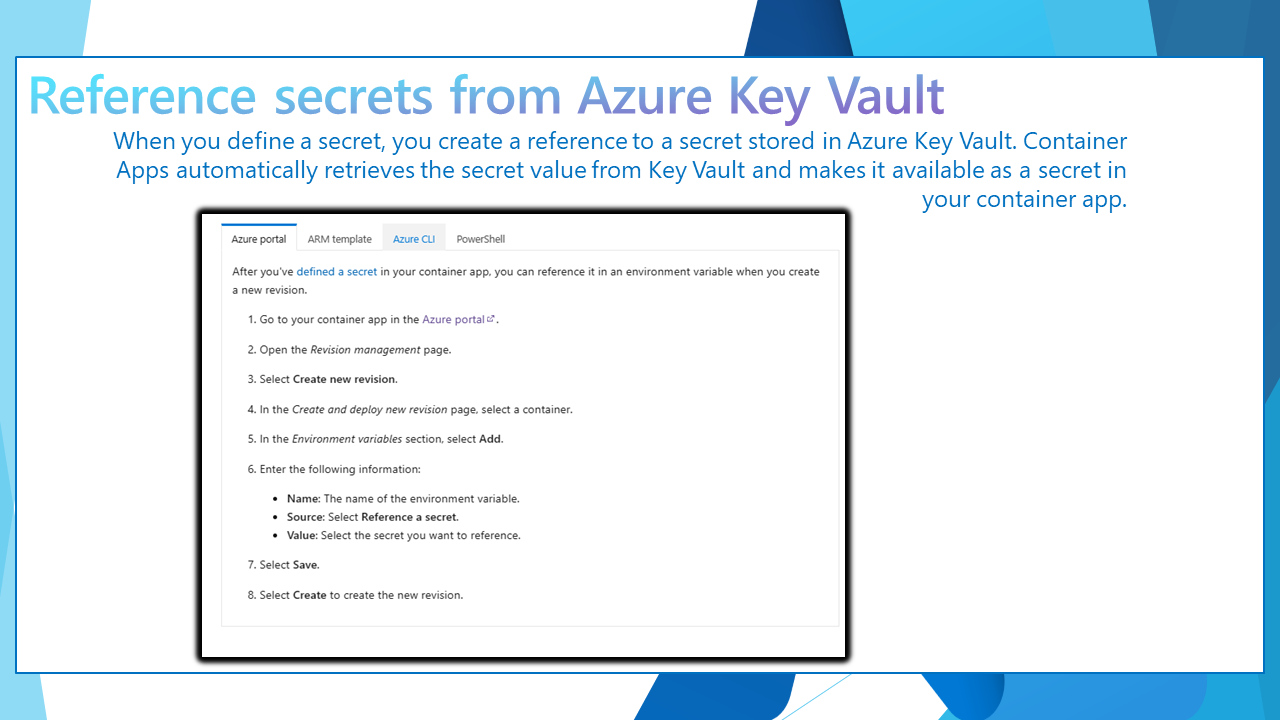 Reference secrets from Azure Key Vault
When you define a secret, you create a reference to a secret stored in Azure Key Vault. Container
Apps automatically retrieves the secret value from Key Vault and makes it available as a secret in
your container app.
Azure portal ARM template Azure CLI PowerShell
After you've defined a secret in your container app, you can reference it in an environment variable when you create
a new revision.
1. Go to your container app in the Azure portal.
2. Open the Revision management page.
3. Select Create new revision.
4. In the Create and deploy new revision page, select a container.
5. In the Environment variables section, select Add.
6. Enter the following information:
• Name: The name of the environment variable.
• Source: Select Reference a secret.
• Value: Select the secret you want to reference.
7. Select Save.
8. Select Create to create the new revision.